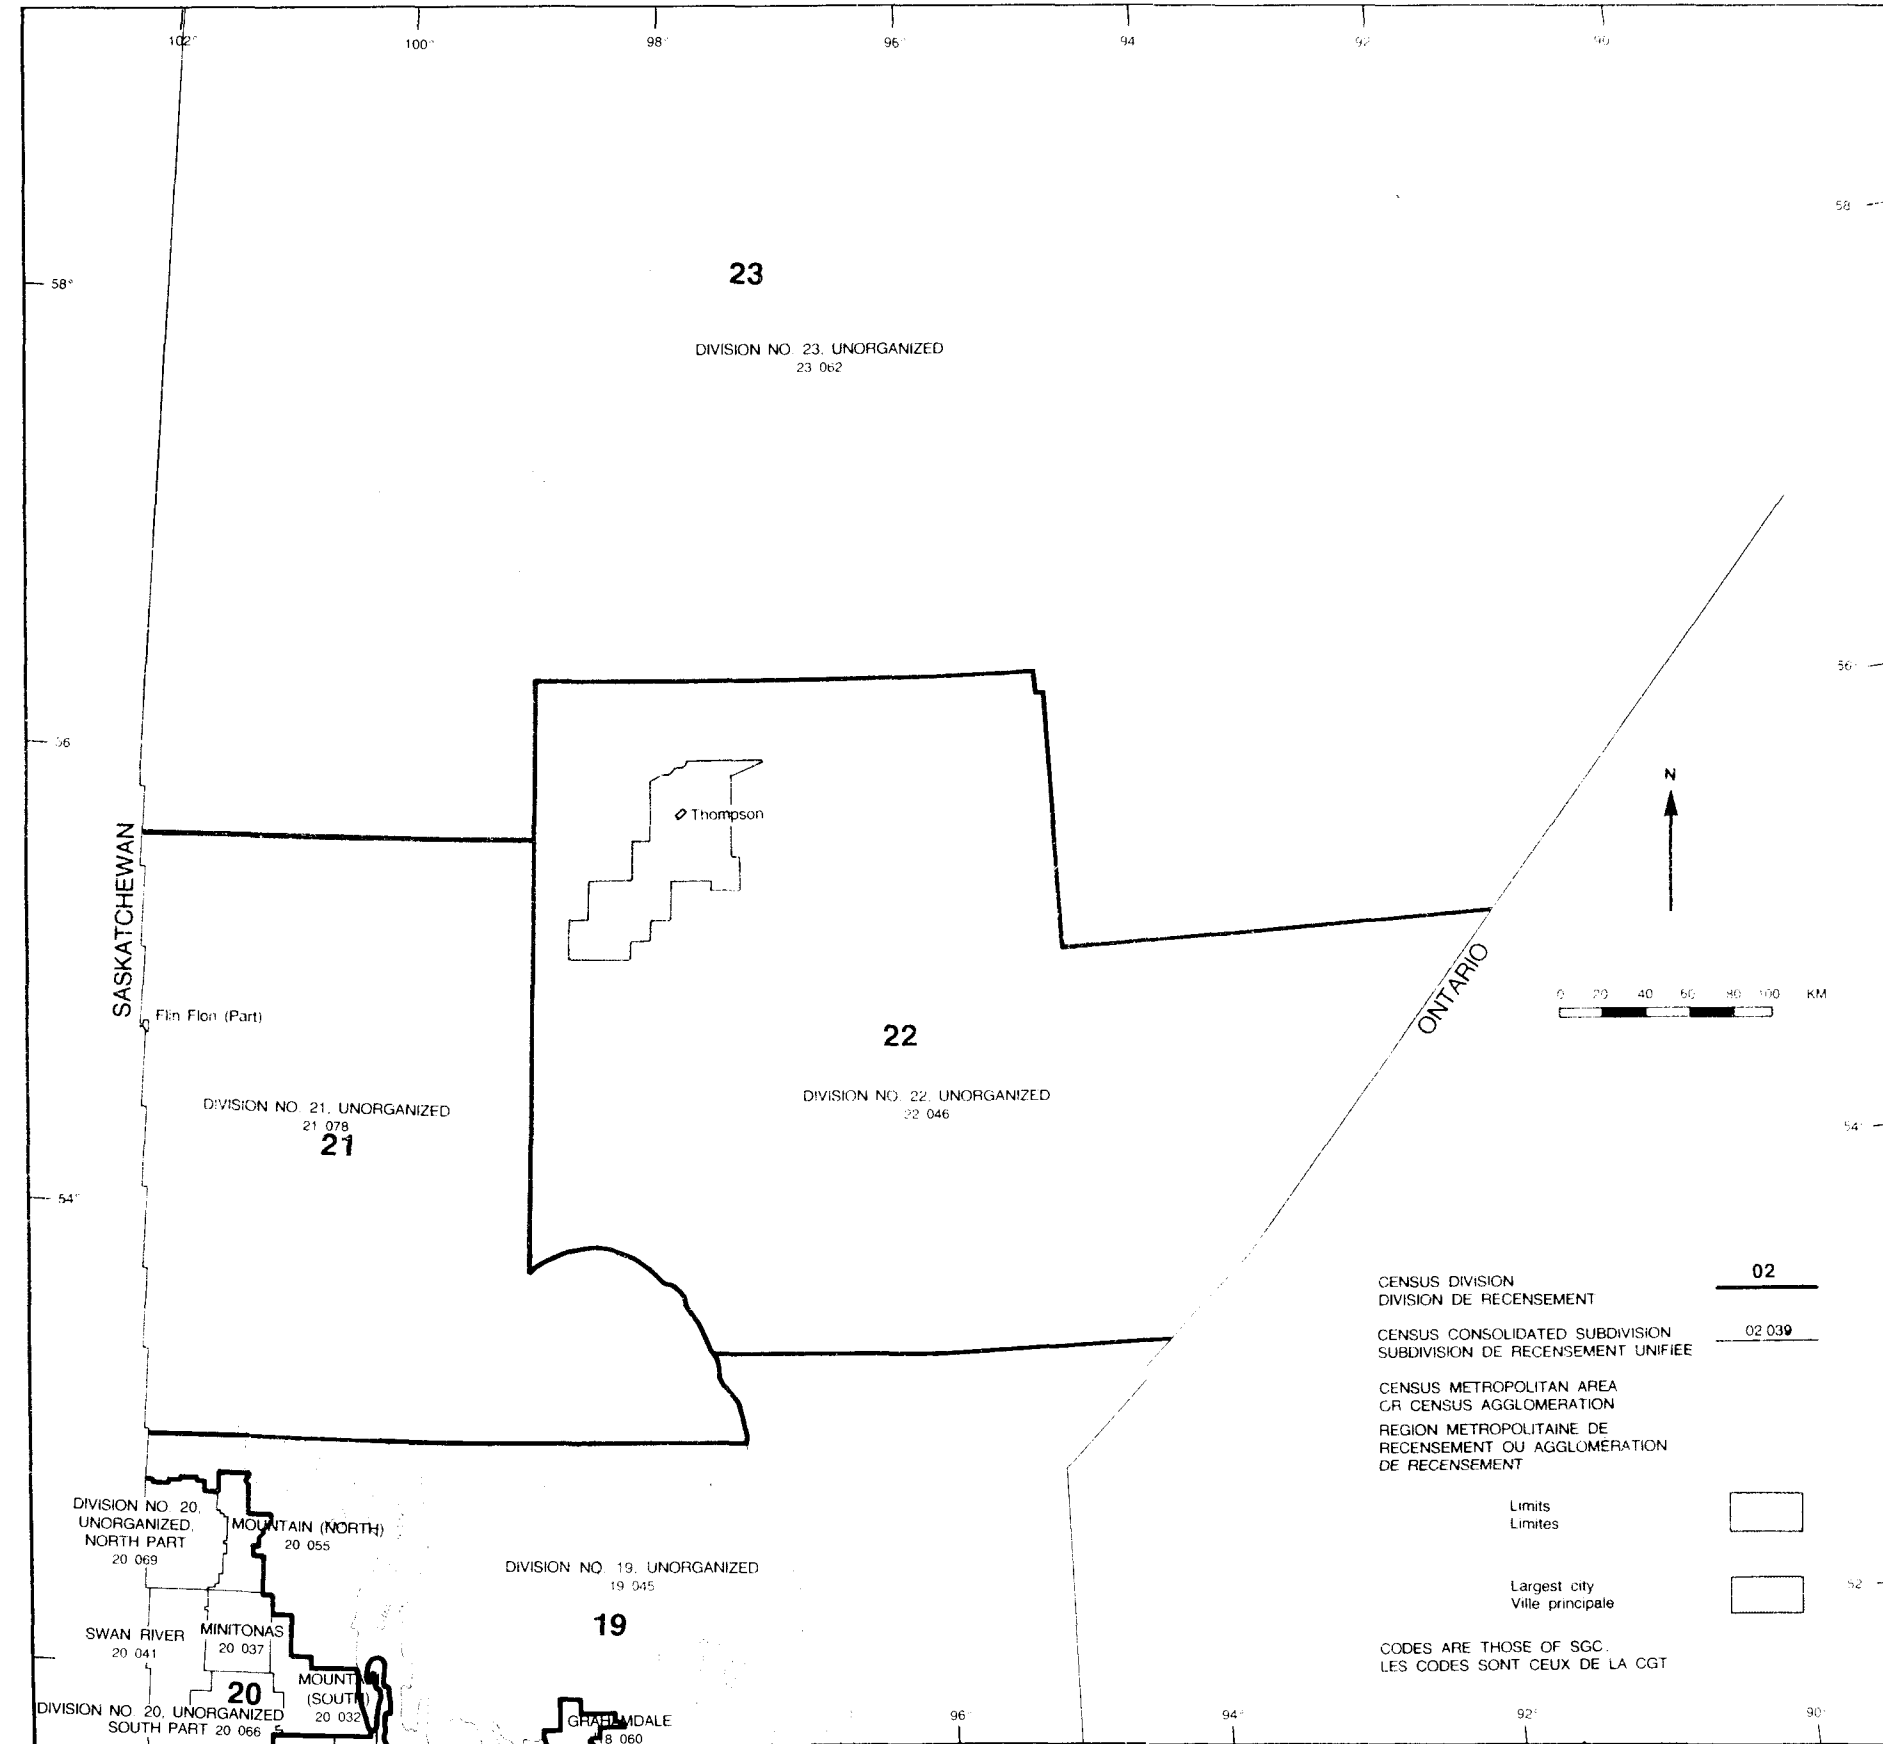 102° 100° 98° 96° 94 92 90
58
58°
23
DIVISION NO. 23, UNORGANIZED
23 062
56
56
N
SASKATCHEWAN
Thompson
Flin Flon (Part)
ONTARIO
0 20 40 60 80 100 KM
22
DIVISION NO. 22, UNORGANIZED
22 046
DIVISION NO. 21, UNORGANIZED
21 078
21
54°
54°
CENSUS DIVISION
DIVISION DE RECENSEMENT
02
CENSUS CONSOLIDATED SUBDIVISION
SUBDIVISION DE RECENSEMENT UNIFIEE
02 039
CENSUS METROPOLITAN AREA
OR CENSUS AGGLOMERATION
REGION METROPOLITAINE DE
RECENSEMENT OU AGGLOMÉRATION
DE RECENSEMENT
Limits
Limites
Largest city
Ville principale
CODES ARE THOSE OF SGC.
LES CODES SONT CEUX DE LA CGT
DIVISION NO. 20,
UNORGANIZED,
NORTH PART
20 069
MOUNTAIN (NORTH)
20 055
DIVISION NO. 19, UNORGANIZED
19 045
19
52
SWAN RIVER
20 041
MINITONAS
20 037
20
MOUNTAIN
(SOUTH)
20 032
DIVISION NO. 20, UNORGANIZED
SOUTH PART 20 066
GRAHAMDALE
18 060
96° 94° 92° 90°